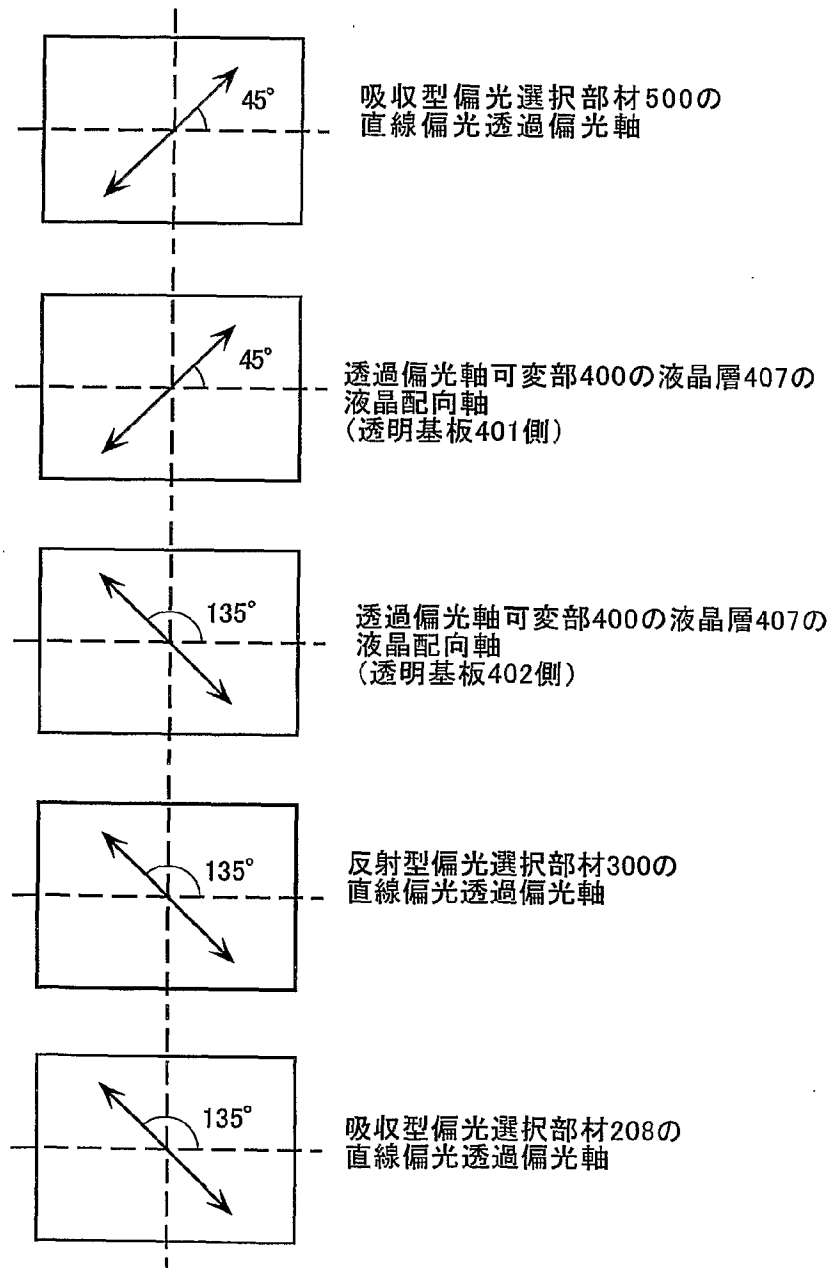 45°
吸収型偏光選択部材500の
直線偏光透過偏光軸
45°
透過偏光軸可変部400の液晶層407の
液晶配向軸
(透明基板401側)
135°
透過偏光軸可変部400の液晶層407の
液晶配向軸
(透明基板402側)
135°
反射型偏光選択部材300の
直線偏光透過偏光軸
135°
吸収型偏光選択部材208の
直線偏光透過偏光軸